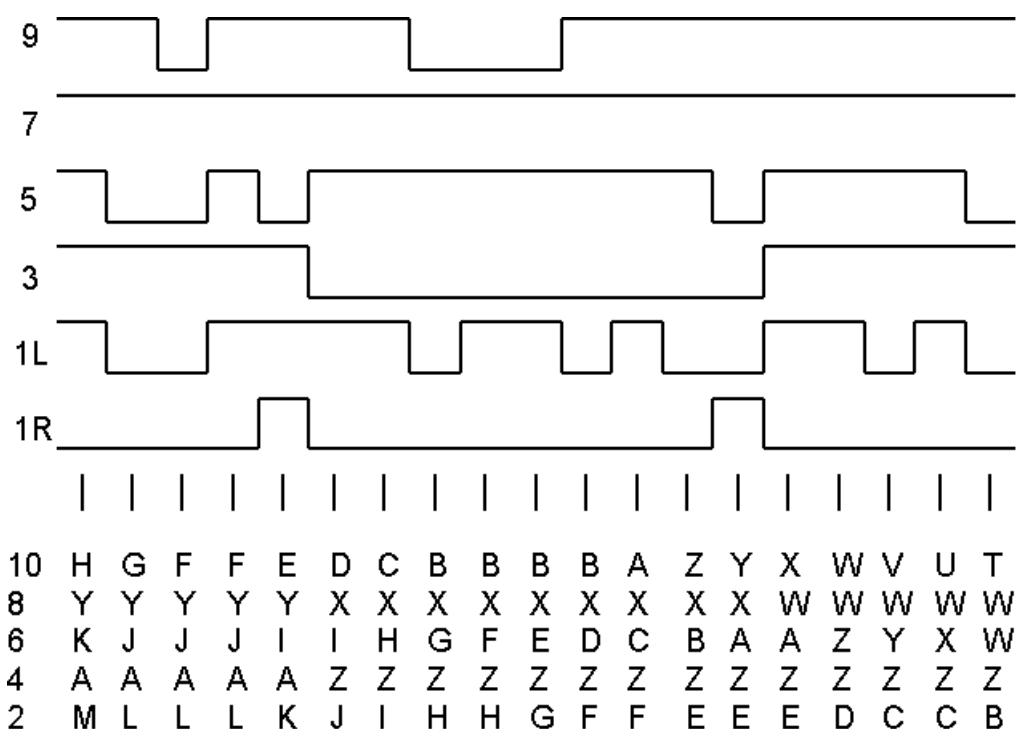 9
7
5
3
1L
1R
10 H G F F E D C B B B B A Z Y X W V U T
8 Y Y Y Y Y X X X X X X X X X W W W W W
6 K J J J I I H G F E D C B A A Z Y X W
4 A A A A A Z Z Z Z Z Z Z Z Z Z Z Z Z Z
2 M L L L K J I H H G F F E E E D C C B